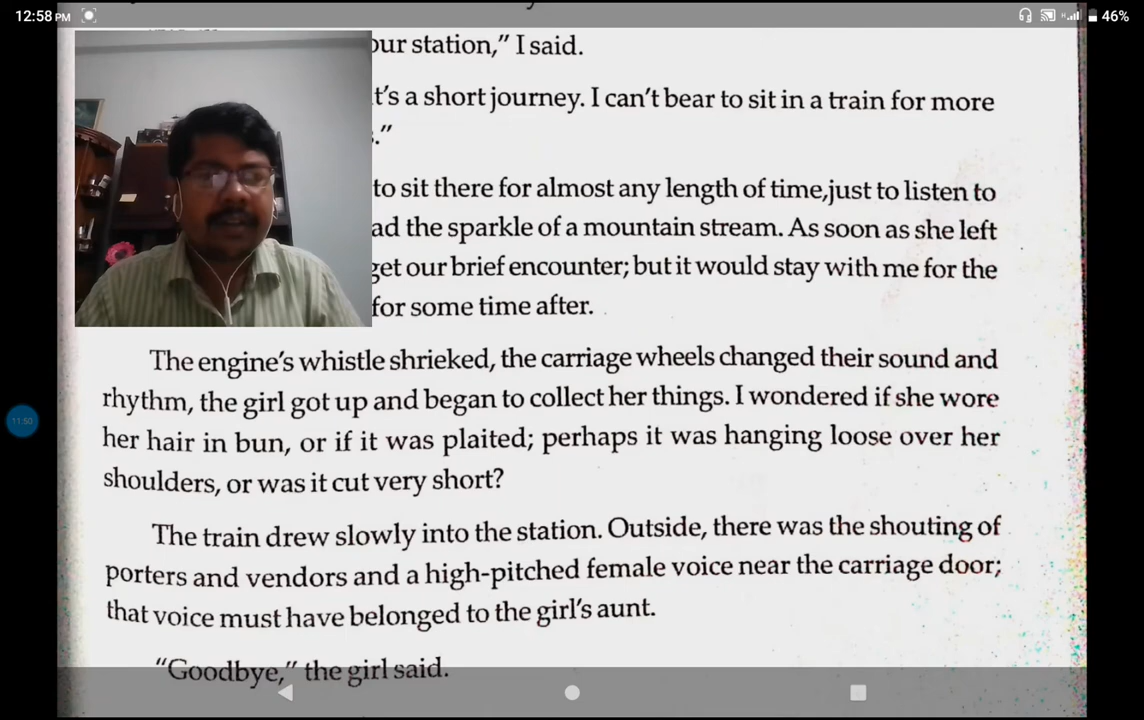 12:58 PM
46%
our station,” I said.
t’s a short journey. I can’t bear to sit in a train for more
.”
to sit there for almost any length of time,just to listen to
ad the sparkle of a mountain stream. As soon as she left
get our brief encounter; but it would stay with me for the
for some time after.
The engine’s whistle shrieked, the carriage wheels changed their sound and
rhythm, the girl got up and began to collect her things. I wondered if she wore
her hair in bun, or if it was plaited; perhaps it was hanging loose over her
shoulders, or was it cut very short?
11:50
The train drew slowly into the station. Outside, there was the shouting of
porters and vendors and a high-pitched female voice near the carriage door;
that voice must have belonged to the girl’s aunt.
“Goodbye,” the girl said.